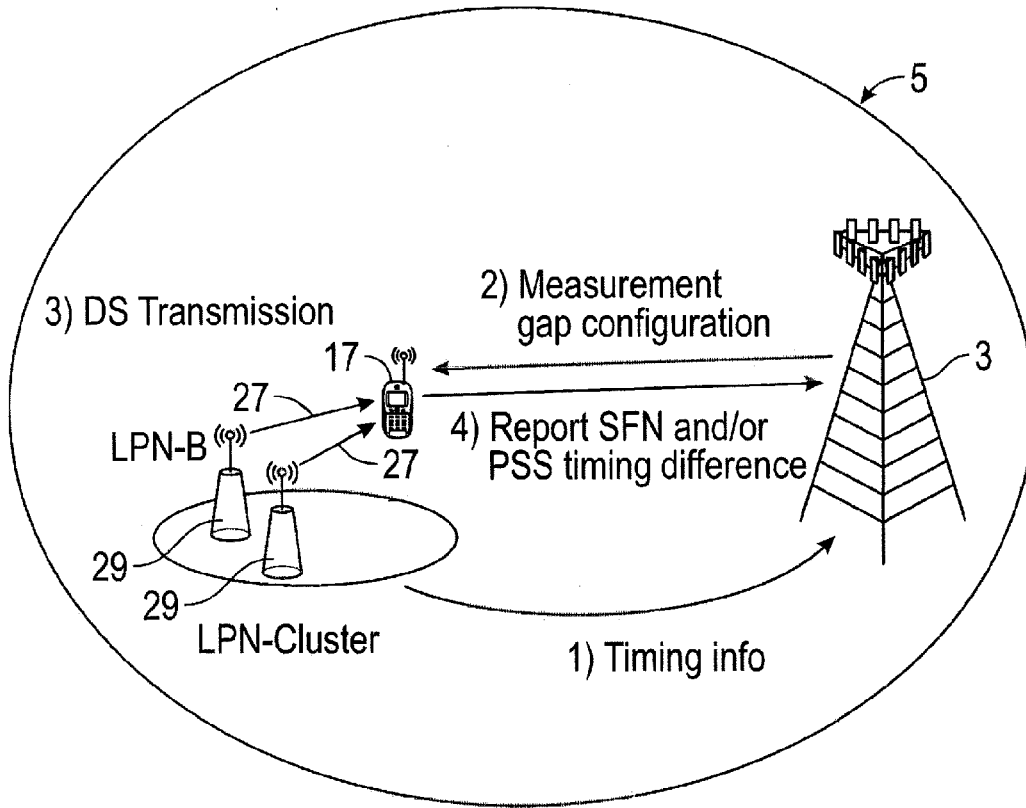 5
2) Measurement
gap configuration
3) DS Transmission
17
3
27
4) Report SFN and/or
PSS timing difference
LPN-B
27
29
29
LPN-Cluster
1) Timing info